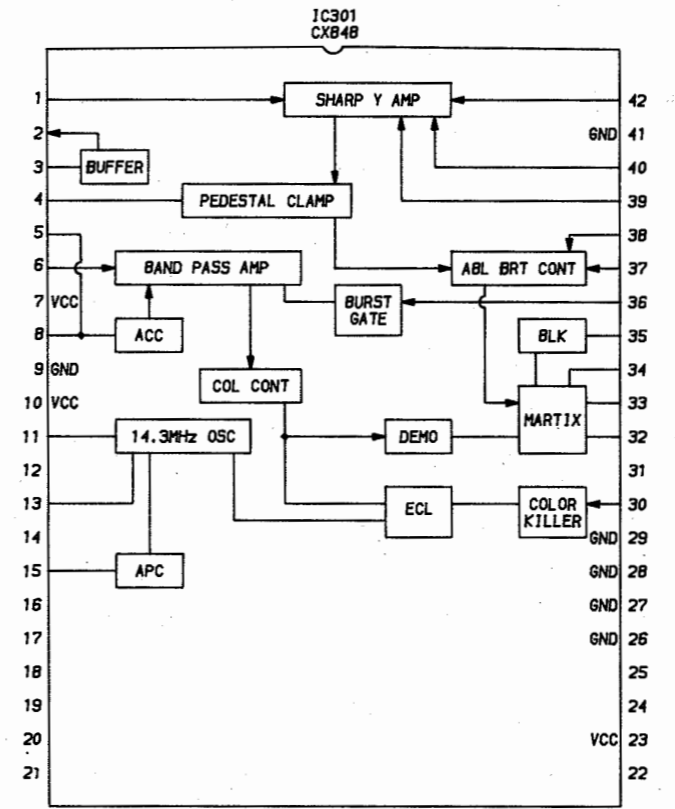 IC301
CX848
1 SHARP Y AMP 42
2 GND 41
3 BUFFER 40
4 PEDESTAL CLAMP 39
5 38
6 BAND PASS AMP ABL BRT CONT 37
7 VCC BURST GATE 36
8 ACC BLK 35
9 GND 34
COL CONT
10 VCC 33
MARTIX
11 14.3MHz OSC DEMO 32
12 31
13 ECL COLOR KILLER 30
14 GND 29
15 APC GND 28
16 GND 27
17 GND 26
18 25
19 24
20 VCC 23
21 22